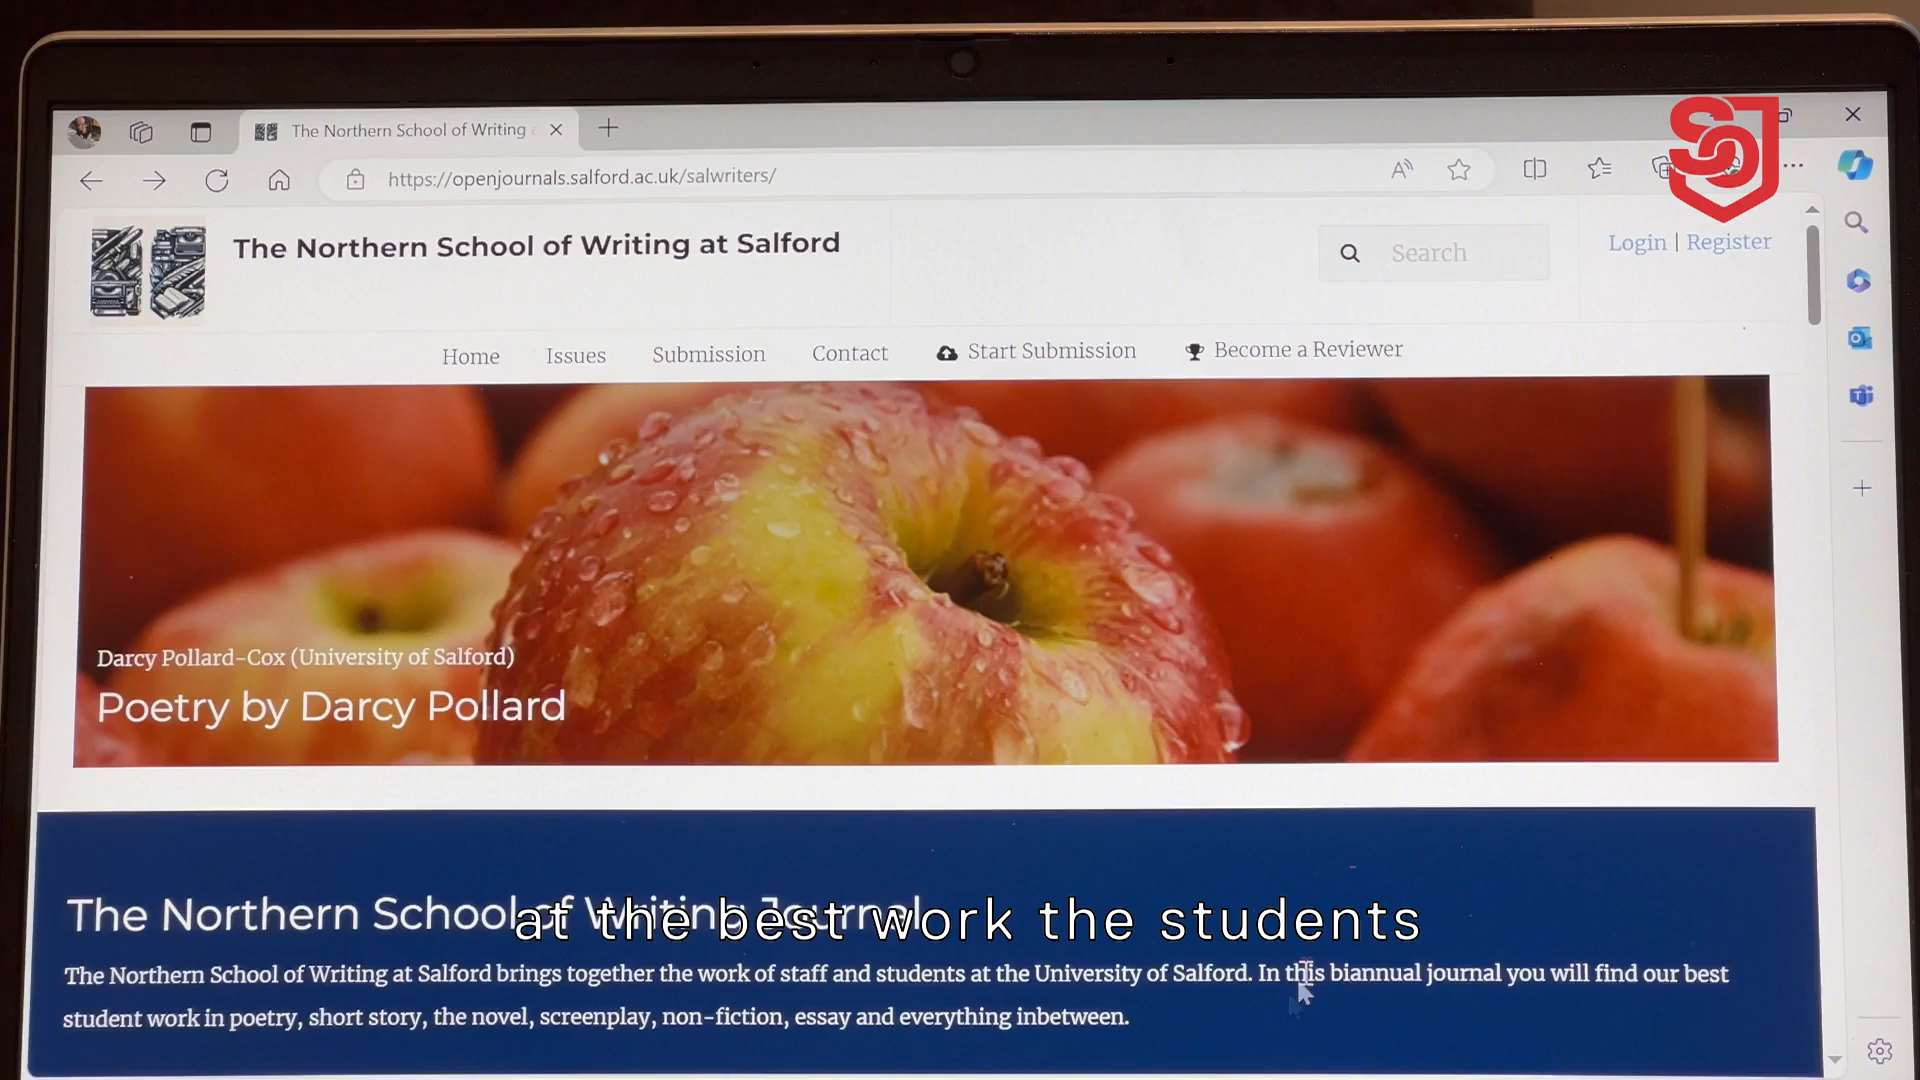 The Northern School of Writing
https://openjournals.salford.ac.uk/salwriters/
The Northern School of Writing at Salford
Search
Login | Register
Home Issues Submission Contact Start Submission Become a Reviewer
Darcy Pollard-Cox (University of Salford)
Poetry by Darcy Pollard
The Northern School of Writing Journal
at the best work the students
The Northern School of Writing at Salford brings together the work of staff and students at the University of Salford. In this biannual journal you will find our best
student work in poetry, short story, the novel, screenplay, non-fiction, essay and everything inbetween.